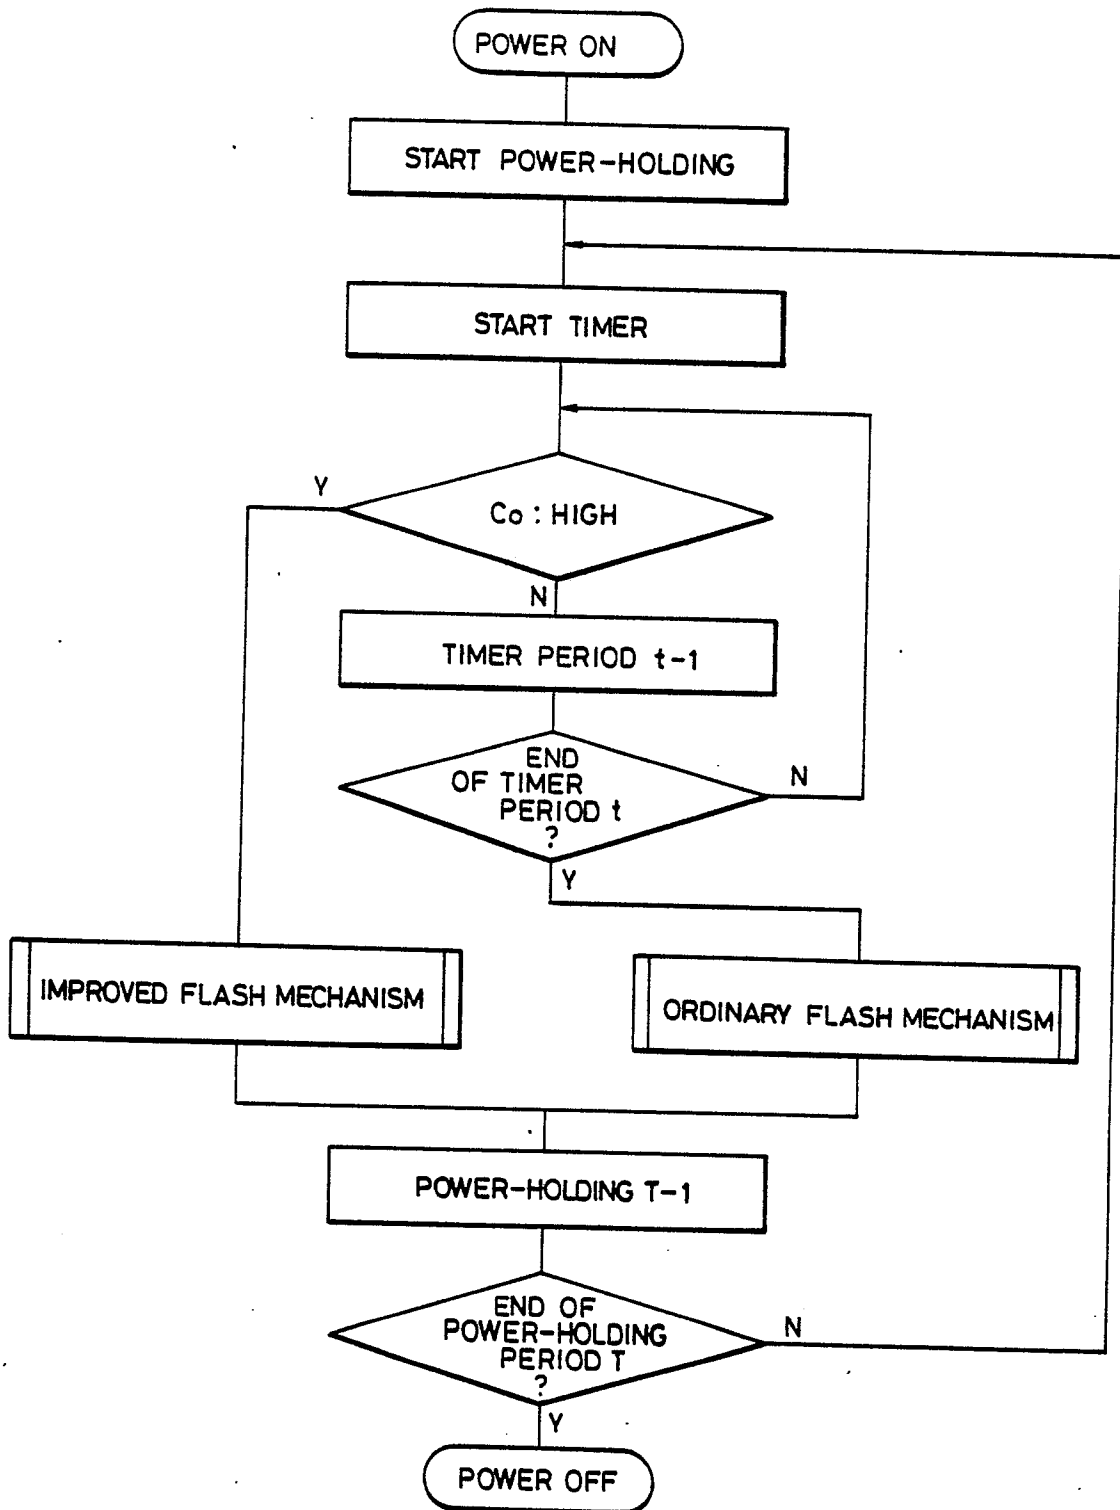 POWER ON
START POWER-HOLDING
START TIMER
Y
Co : HIGH
N
TIMER PERIOD t-1
END
OF TIMER
PERIOD t
?
N
Y
IMPROVED FLASH MECHANISM
ORDINARY FLASH MECHANISM
POWER-HOLDING T-1
END OF
POWER-HOLDING
PERIOD T
?
N
Y
POWER OFF